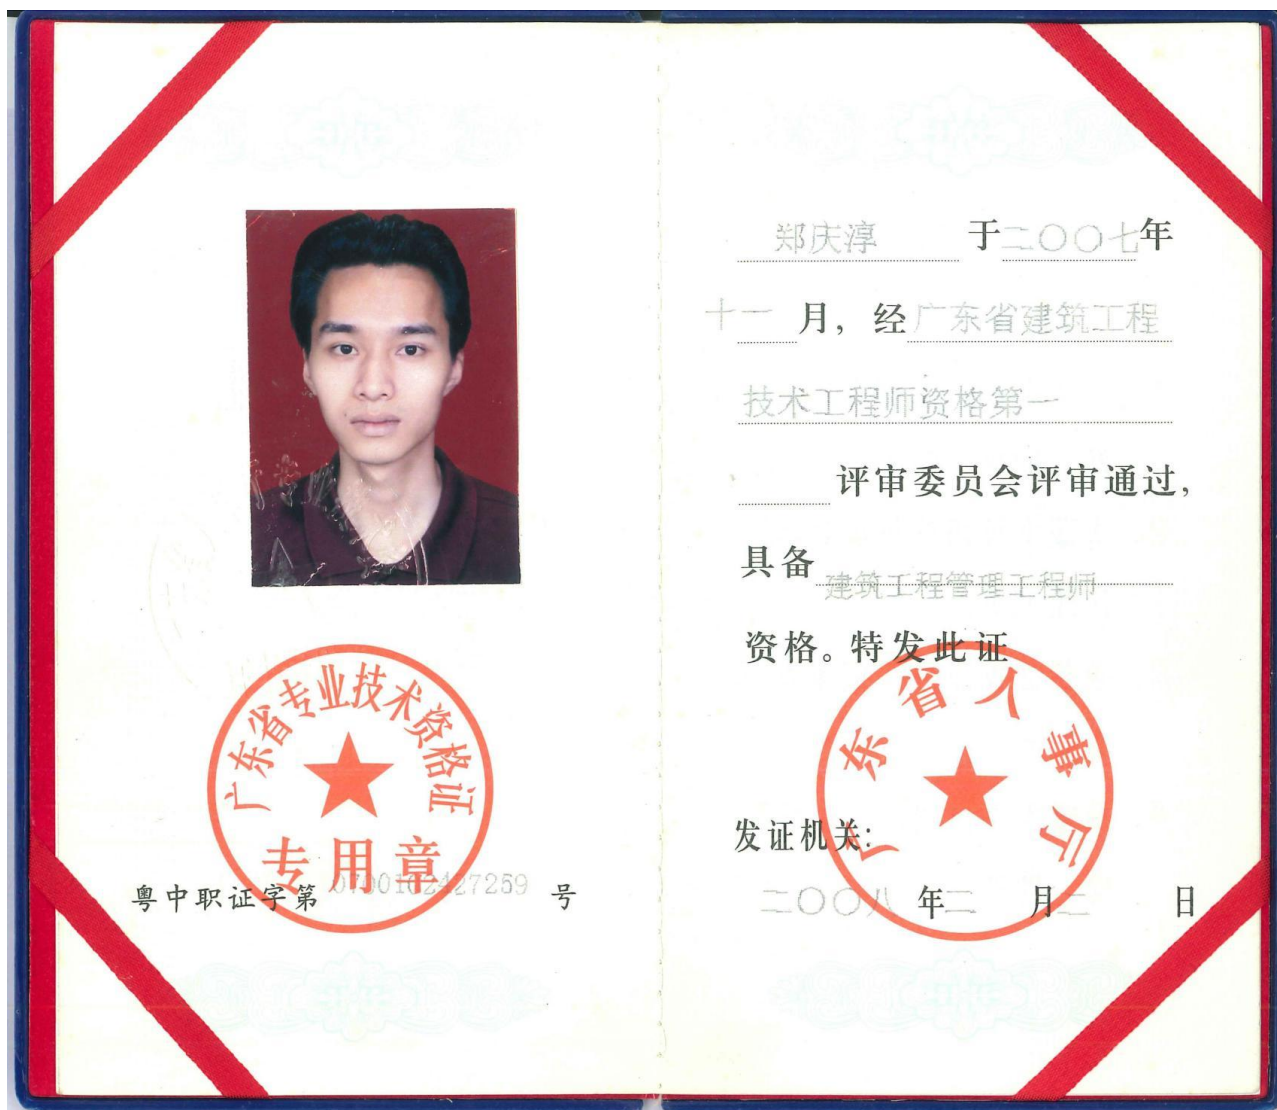 广东省专业技术资格证
专用章
粤中职证字第 0700102427259 号
郑庆淳 于二〇〇七年
十一 月，经广东省建筑工程
技术工程师资格第一
评审委员会评审通过，
具备 建筑工程管理工程师
资格。特发此证
广东省人事厅
发证机关：
二〇〇八 年二 月二 日